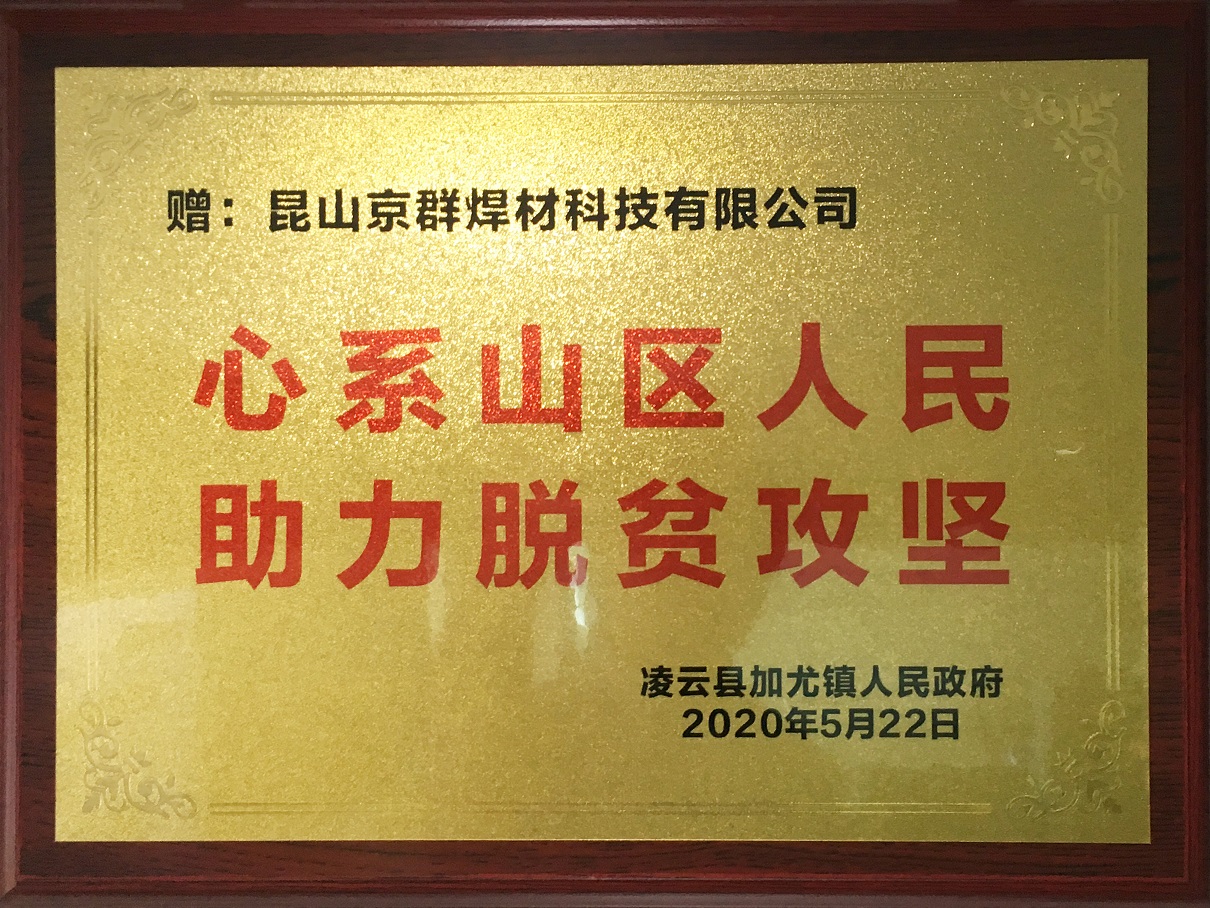 赠：昆山京群焊材科技有限公司
心系山区人民
助力脱贫攻坚
凌云县加尤镇人民政府
2020年5月22日